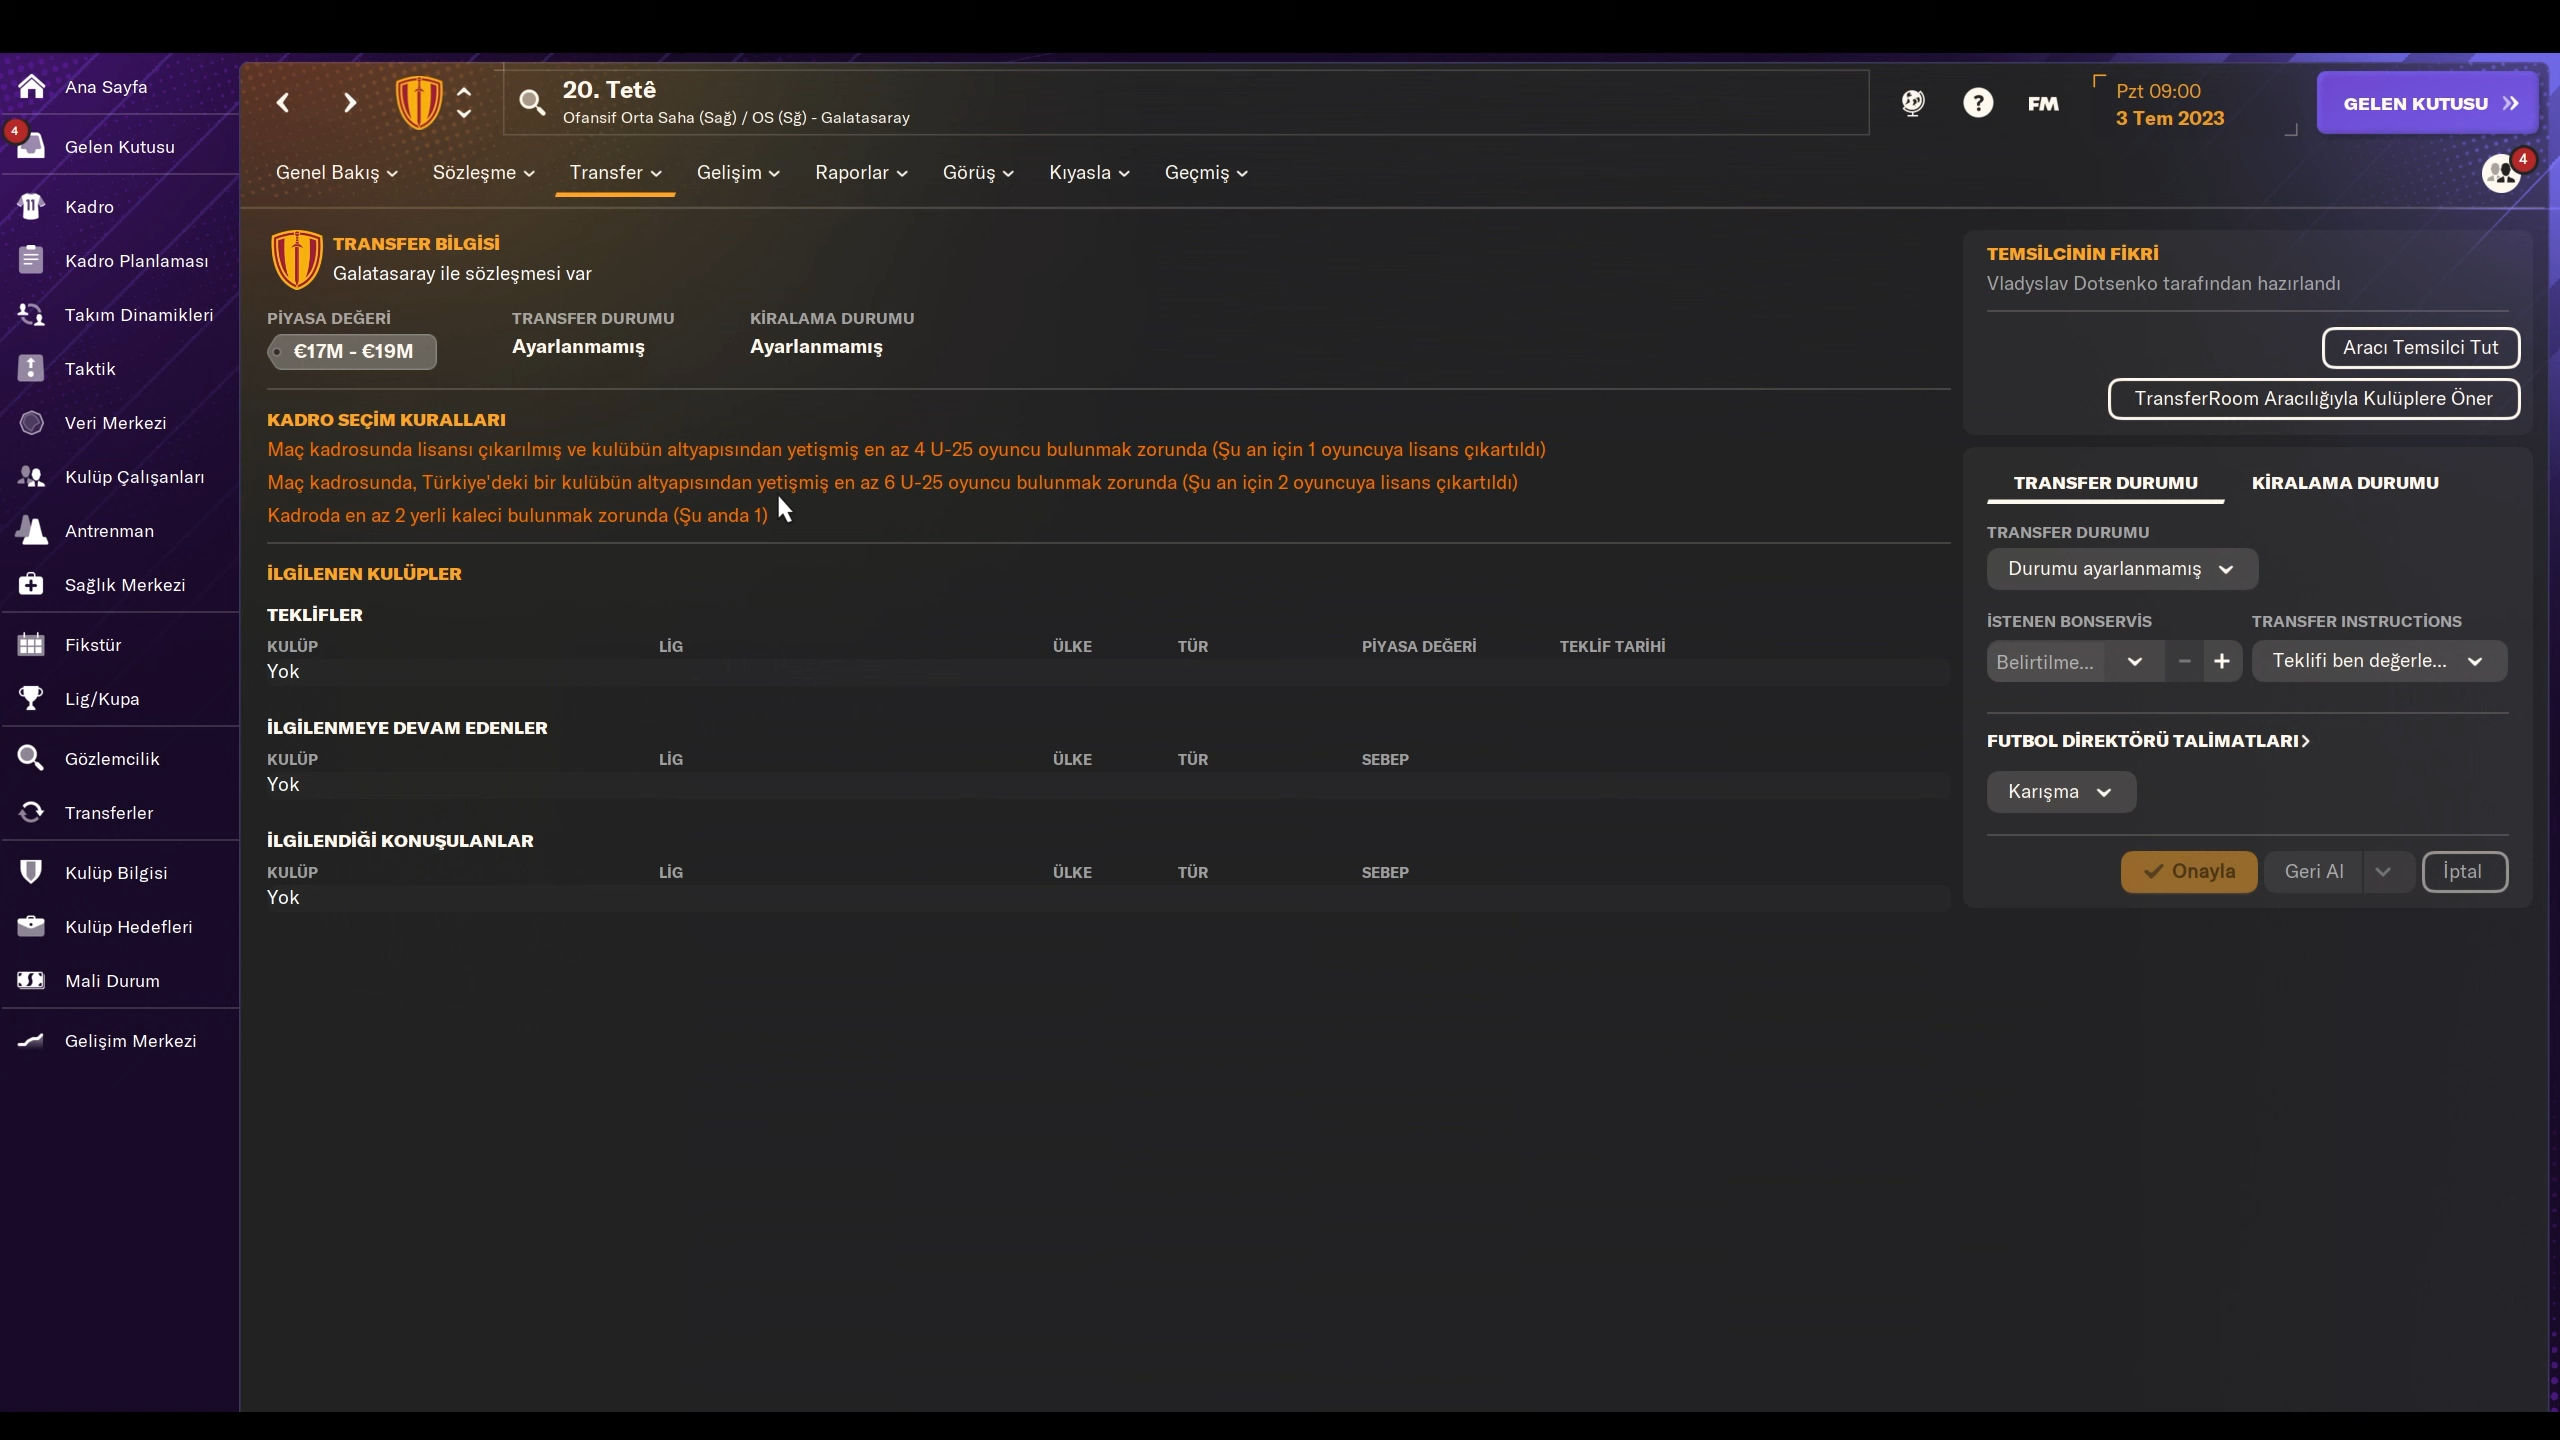 Ana Sayfa
4
Gelen Kutusu
Kadro
Kadro Planlaması
Takım Dinamikleri
Taktik
Veri Merkezi
Kulüp Çalışanları
Antrenman
Sağlık Merkezi
Fikstür
Lig/Kupa
Gözlemcilik
Transferler
Kulüp Bilgisi
Kulüp Hedefleri
Mali Durum
Gelişim Merkezi
20. Tetê
Ofansif Orta Saha (Sağ) / OS (Sğ) - Galatasaray
?
FM
Pzt 09:00
3 Tem 2023
GELEN KUTUSU
Genel Bakış
Sözleşme
Transfer
Gelişim
Raporlar
Görüş
Kıyasla
Geçmiş
4
TRANSFER BİLGİSİ
Galatasaray ile sözleşmesi var
PİYASA DEĞERİ
TRANSFER DURUMU
KİRALAMA DURUMU
€17M - €19M
Ayarlanmamış
Ayarlanmamış
KADRO SEÇİM KURALLARI
Maç kadrosunda lisansı çıkarılmış ve kulübün altyapısından yetişmiş en az 4 U-25 oyuncu bulunmak zorunda (Şu an için 1 oyuncuya lisans çıkartıldı)
Maç kadrosunda, Türkiye'deki bir kulübün altyapısından yetişmiş en az 6 U-25 oyuncu bulunmak zorunda (Şu an için 2 oyuncuya lisans çıkartıldı)
Kadroda en az 2 yerli kaleci bulunmak zorunda (Şu anda 1)
İLGİLENEN KULÜPLER
TEKLİFLER
KULÜP LİG ÜLKE TÜR PİYASA DEĞERİ TEKLİF TARİHİ
Yok
İLGİLENMEYE DEVAM EDENLER
KULÜP LİG ÜLKE TÜR SEBEP
Yok
İLGİLENDİĞİ KONUŞULANLAR
KULÜP LİG ÜLKE TÜR SEBEP
Yok
TEMSİLCİNİN FİKRİ
Vladyslav Dotsenko tarafından hazırlandı
Aracı Temsilci Tut
TransferRoom Aracılığıyla Kulüplere Öner
TRANSFER DURUMU
KİRALAMA DURUMU
TRANSFER DURUMU
Durumu ayarlanmamış
İSTENEN BONSERVİS
TRANSFER INSTRUCTİONS
Belirtilme...
Teklifi ben değerle...
FUTBOL DİREKTÖRÜ TALİMATLARI
Karışma
Onayla
Geri Al
İptal